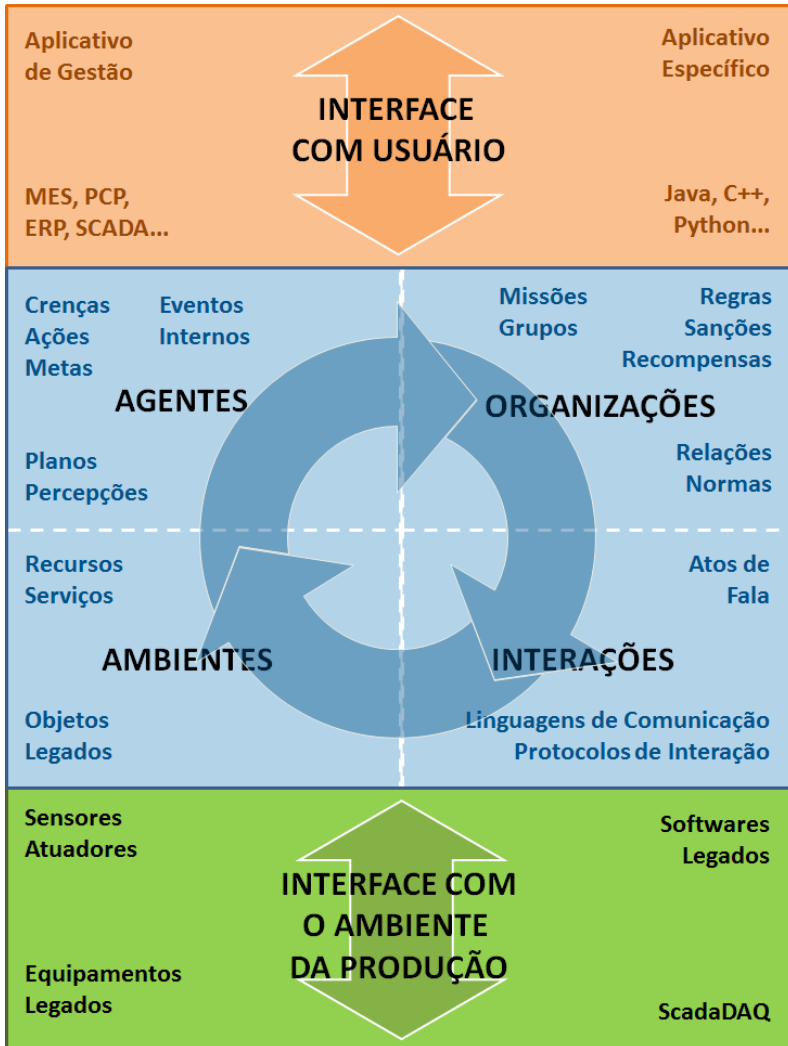 Aplicativo
de Gestão
Aplicativo
Específico
INTERFACE
COM USUÁRIO
MES, PCP,
ERP, SCADA...
Java, C++,
Python...
Crenças
Ações
Metas
Eventos
Internos
Missões
Grupos
Regras
Sanções
Recompensas
AGENTES
ORGANIZAÇÕES
Planos
Percepções
Relações
Normas
Recursos
Serviços
Atos de
Fala
AMBIENTES
INTERAÇÕES
Objetos
Legados
Linguagens de Comunicação
Protocolos de Interação
Sensores
Atuadores
Softwares
Legados
INTERFACE COM
O AMBIENTE
DA PRODUÇÃO
Equipamentos
Legados
ScadaDAQ